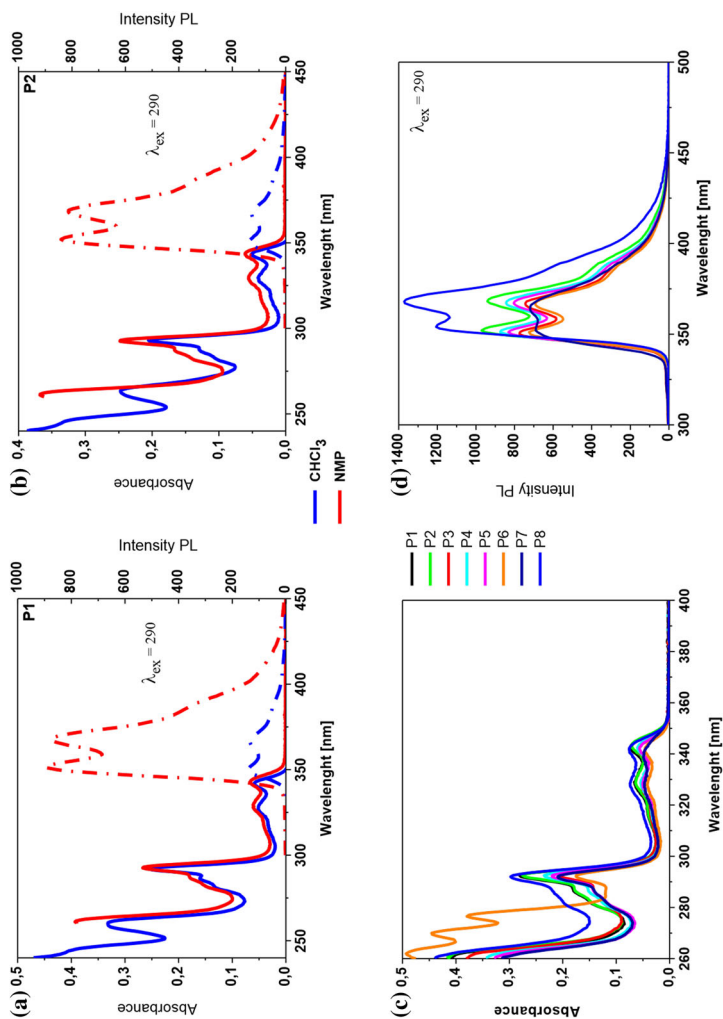 (a)
P1
Intensity PL
1000
800
600
400
200
0
0,5
0,4
0,3
0,2
0,1
0,0
Absorbance
λex = 290
250
300
350
400
450
Wavelenght [nm]
(b)
P2
Intensity PL
1000
800
600
400
200
0
0,4
0,3
0,2
0,1
0,0
Absorbance
λex = 290
250
300
350
400
450
Wavelenght [nm]
CHCl3
NMP
(c)
0,5
0,4
0,3
0,2
0,1
0,0
Absorbance
260
280
300
320
340
360
380
400
Wavelenght [nm]
P1
P2
P3
P4
P5
P6
P7
P8
(d)
1400
1200
1000
800
600
400
200
0
Intensity PL
λex = 290
300
350
400
450
500
Wavelenght [nm]